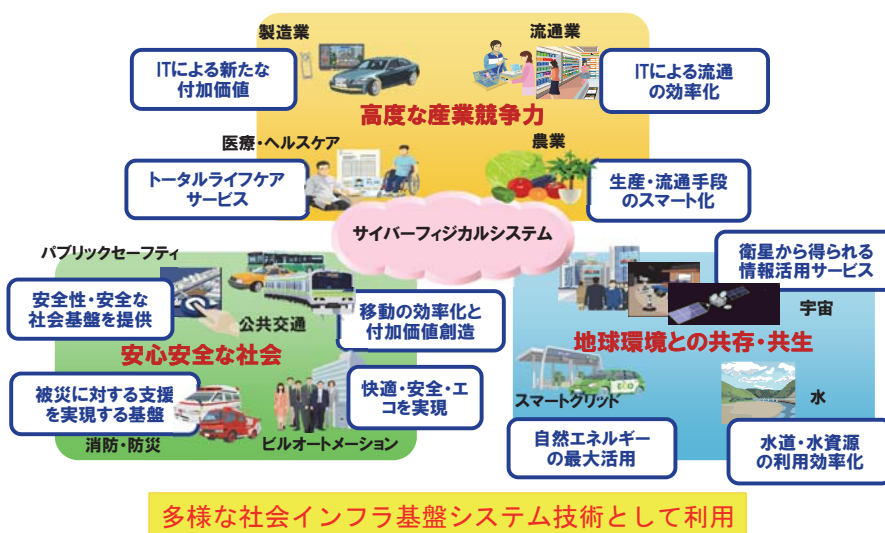 製造業
流通業
ITによる新たな
付加価値
ITによる流通
の効率化
高度な産業競争力
医療・ヘルスケア
農業
トータルライフケア
サービス
生産・流通手段
のスマート化
サイバーフィジカルシステム
パブリックセーフティ
安全性・安全な
社会基盤を提供
公共交通
移動の効率化と
付加価値創造
安心安全な社会
被災に対する支援
を実現する基盤
快適・安全・エ
コを実現
消防・防災
ビルオートメーション
衛星から得られる
情報活用サービス
宇宙
地球環境との共存・共生
ECO
スマートグリッド
水
自然エネルギー
の最大活用
水道・水資源
の利用効率化
多様な社会インフラ基盤システム技術として利用